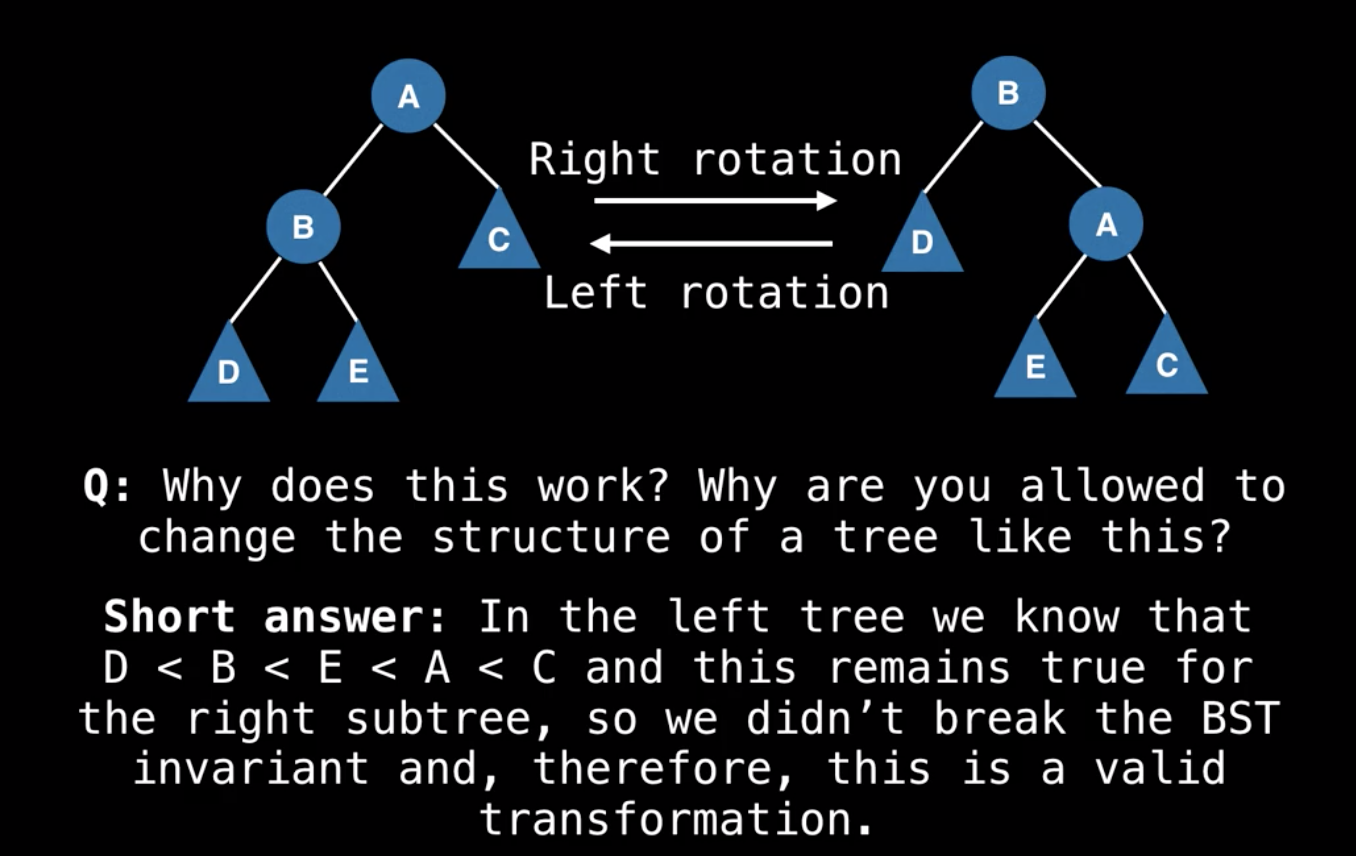 A
B
Right rotation
B
C
D
A
Left rotation
D
E
E
C
Q: Why does this work? Why are you allowed to
change the structure of a tree like this?
Short answer: In the left tree we know that
D < B < E < A < C and this remains true for
the right subtree, so we didn’t break the BST
invariant and, therefore, this is a valid
transformation.